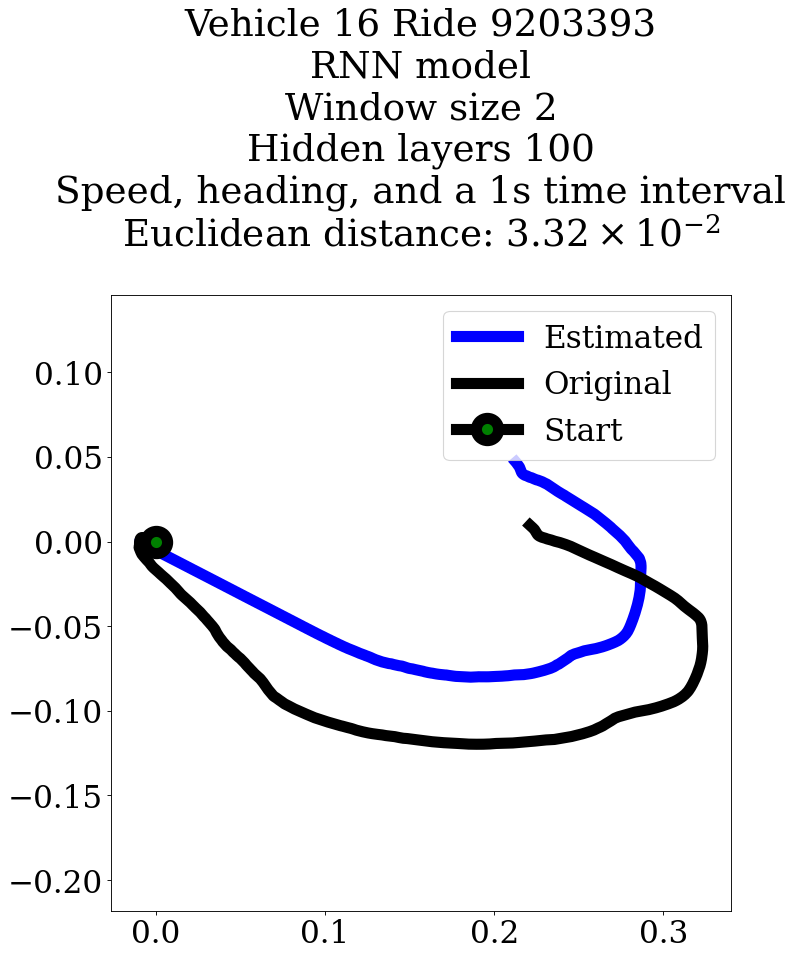 Vehicle 16 Ride 9203393
RNN model
Window size 2
Hidden layers 100
Speed, heading, and a 1s time interval
Euclidean distance: 3.32 × 10⁻²
Estimated
Original
Start
0.10
0.05
0.00
−0.05
−0.10
−0.15
−0.20
0.0 0.1 0.2 0.3